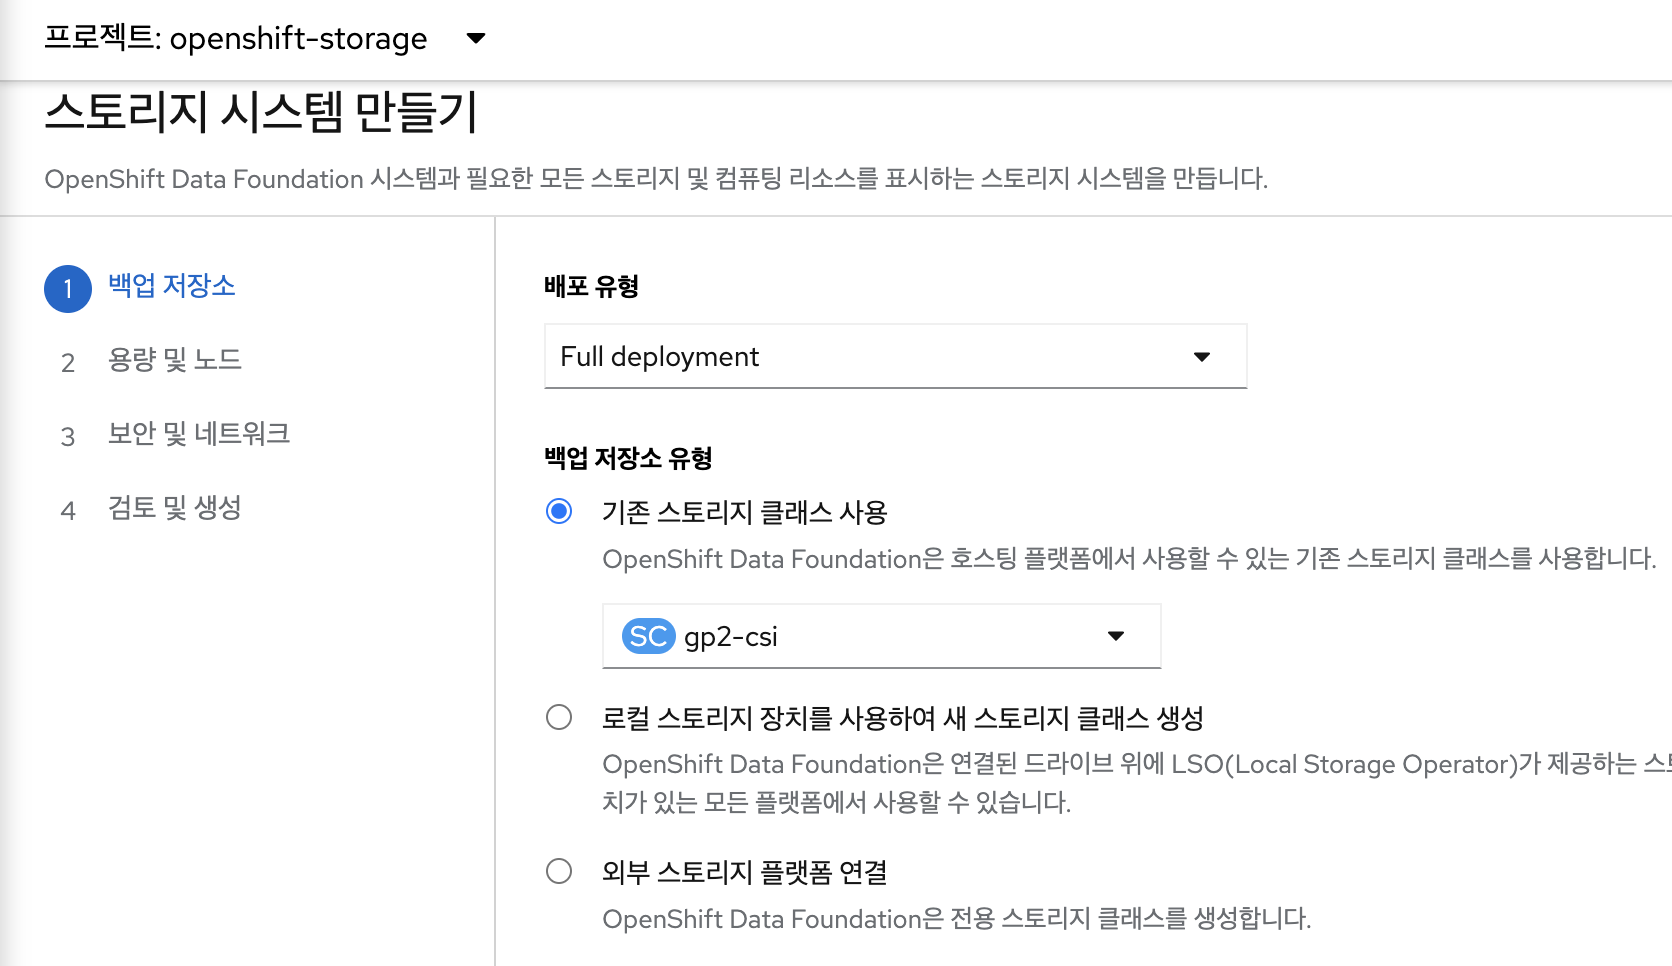 프로젝트: openshift-storage
스토리지 시스템 만들기
OpenShift Data Foundation 시스템과 필요한 모든 스토리지 및 컴퓨팅 리소스를 표시하는 스토리지 시스템을 만듭니다.
1 백업 저장소
2 용량 및 노드
3 보안 및 네트워크
4 검토 및 생성
배포 유형
Full deployment
백업 저장소 유형
기존 스토리지 클래스 사용
OpenShift Data Foundation은 호스팅 플랫폼에서 사용할 수 있는 기존 스토리지 클래스를 사용합니다.
SC gp2-csi
로컬 스토리지 장치를 사용하여 새 스토리지 클래스 생성
OpenShift Data Foundation은 연결된 드라이브 위에 LSO(Local Storage Operator)가 제공하는
치가 있는 모든 플랫폼에서 사용할 수 있습니다.
외부 스토리지 플랫폼 연결
OpenShift Data Foundation은 전용 스토리지 클래스를 생성합니다.